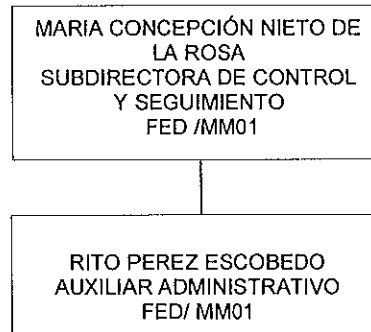 MARIA CONCEPCIÓN NIETO DE
LA ROSA
SUBDIRECTORA DE CONTROL
Y SEGUIMIENTO
FED /MM01
RITO PEREZ ESCOBEDO
AUXILIAR ADMINISTRATIVO
FED/ MM01